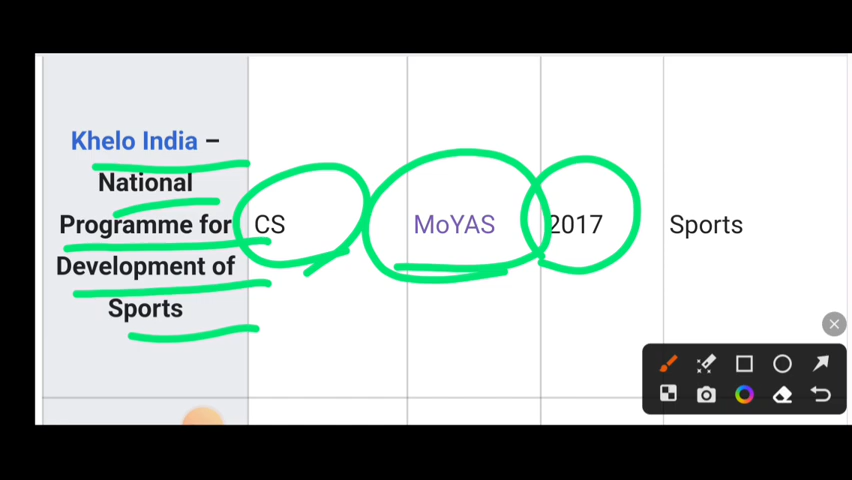 Khelo India –
National
Programme for
Development of
Sports
CS
MoYAS
2017
Sports